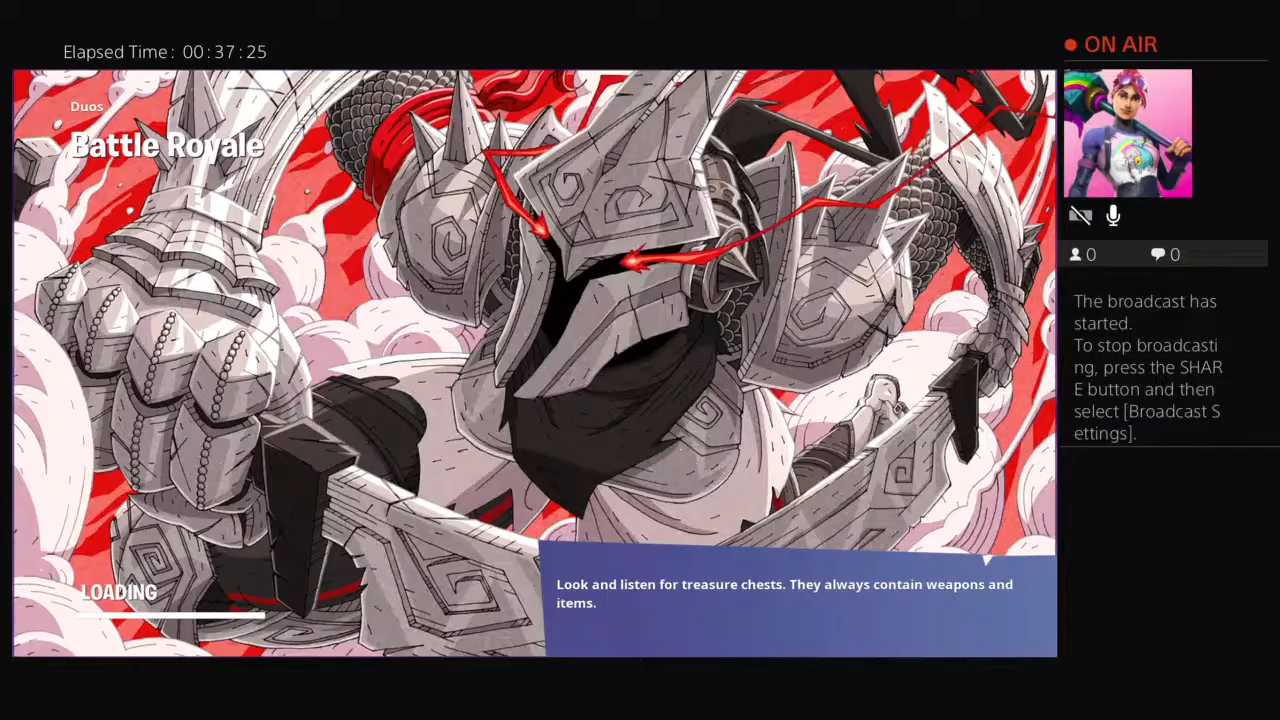 Elapsed Time: 00:37:25
ON AIR
Duos
Battle Royale
0
0
The broadcast has
started.
To stop broadcasti
ng, press the SHAR
E button and then
select [Broadcast S
ettings].
LOADING
Look and listen for treasure chests. They always contain weapons and
items.